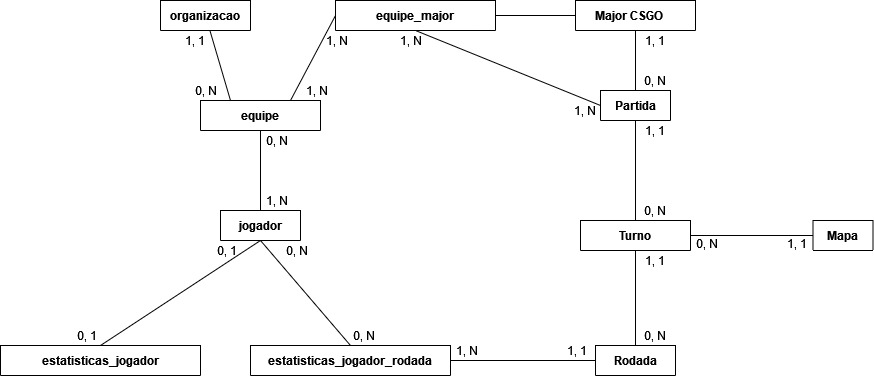 organizacao
equipe_major
Major CSGO
1, 1
1, N
1, N
1, 1
0, N
1, N
0, N
equipe
1, N
Partida
0, N
1, 1
1, N
0, N
jogador
Turno
Mapa
0, 1
0, N
1, 1
0, N
1, 1
0, 1
0, N
0, N
1, N
1, 1
estatisticas_jogador
estatisticas_jogador_rodada
Rodada